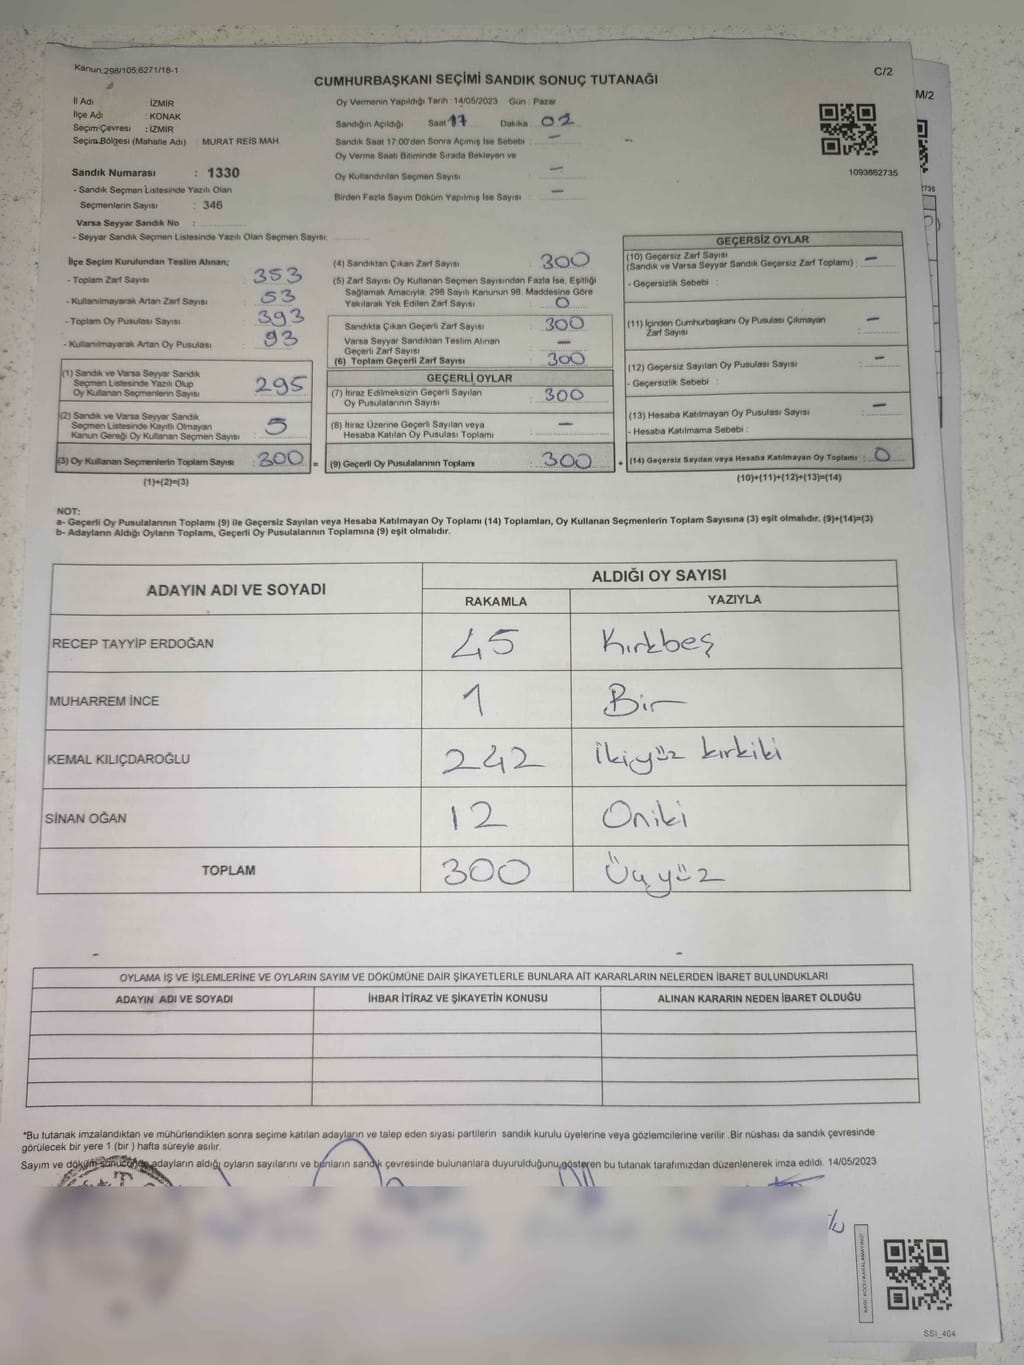 Kanun;298/105;6271/18-1
C/2
M/2
CUMHURBAŞKANI SEÇİMİ SANDIK SONUÇ TUTANAĞI
İl Adı İZMİR
İlçe Adı : KONAK
Seçim Çevresi : İZMİR
Seçim Bölgesi (Mahalle Adı) MURAT REİS MAH.
Sandık Numarası : 1330
- Sandık Seçmen Listesinde Yazılı Olan
Seçmenlerin Sayısı : 346
Varsa Seyyar Sandık No :
- Seyyar Sandık Seçmen Listesinde Yazılı Olan Seçmen Sayısı:
Oy Vermenin Yapıldığı Tarih : 14/05/2023 Gün : Pazar
Sandığın Açıldığı Saat 17 Dakika : 02
Sandık Saat 17:00'den Sonra Açımış İse Sebebi : -
Oy Verme Saati Bitiminde Sırada Bekleyen ve
Oy Kullandırılan Seçmen Sayısı : -
Birden Fazla Sayım Döküm Yapılmış İse Sayısı : -
1093862735
735
İlçe Seçim Kurulundan Teslim Alınan;
- Toplam Zarf Sayısı : 353
- Kullanılmayarak Artan Zarf Sayısı : 53
- Toplam Oy Pusulası Sayısı : 393
- Kullanılmayarak Artan Oy Pusulası : 93
(1) Sandık ve Varsa Seyyar Sandık
Seçmen Listesinde Yazılı Olup
Oy Kullanan Seçmenlerin Sayısı : 295
(2) Sandık ve Varsa Seyyar Sandık
Seçmen Listesinde Kayıtlı Olmayan
Kanun Gereği Oy Kullanan Seçmen Sayısı : 5
(3) Oy Kullanan Seçmenlerin Toplam Sayısı : 300 =
(1)+(2)=(3)
(4) Sandıktan Çıkan Zarf Sayısı : 300
(5) Zarf Sayısı Oy Kullanan Seçmen Sayısından Fazla İse, Eşitliği
Sağlamak Amacıyla, 298 Sayılı Kanunun 98. Maddesine Göre
Yakılarak Yok Edilen Zarf Sayısı : 0
Sandıkta Çıkan Geçerli Zarf Sayısı : 300
Varsa Seyyar Sandıktan Teslim Alınan
Geçerli Zarf Sayısı : -
(6) Toplam Geçerli Zarf Sayısı : 300
GEÇERLİ OYLAR
(7) İtiraz Edilmeksizin Geçerli Sayılan
Oy Pusulalarının Sayısı : 300
(8) İtiraz Üzerine Geçerli Sayılan veya
Hesaba Katılan Oy Pusulası Toplamı : -
(9) Geçerli Oy Pusulalarının Toplamı : 300 +
GEÇERSİZ OYLAR
(10) Geçersiz Zarf Sayısı
(Sandık ve Varsa Seyyar Sandık Geçersiz Zarf Toplamı) : -
- Geçersizlik Sebebi :
(11) İçinden Cumhurbaşkanı Oy Pusulası Çıkmayan
Zarf Sayısı : -
(12) Geçersiz Sayılan Oy Pusulası Sayısı : -
- Geçersizlik Sebebi :
(13) Hesaba Katılmayan Oy Pusulası Sayısı : -
- Hesaba Katılmama Sebebi :
(14) Geçersiz Sayılan veya Hesaba Katılmayan Oy Toplamı : 0
(10)+(11)+(12)+(13)=(14)
NOT:
a- Geçerli Oy Pusulalarının Toplamı (9) ile Geçersiz Sayılan veya Hesaba Katılmayan Oy Toplamı (14) Toplamları, Oy Kullanan Seçmenlerin Toplam Sayısına (3) eşit olmalıdır. (9)+(14)=(3)
b- Adayların Aldığı Oyların Toplamı, Geçerli Oy Pusulalarının Toplamına (9) eşit olmalıdır.
ADAYIN ADI VE SOYADI
ALDIĞI OY SAYISI
RAKAMLA YAZIYLA
RECEP TAYYİP ERDOĞAN 45 Kırkbeş
MUHARREM İNCE 1 Bir
KEMAL KILIÇDAROĞLU 242 İkiyüz kırkiki
SİNAN OĞAN 12 Oniki
TOPLAM 300 Üçyüz
OYLAMA İŞ VE İŞLEMLERİNE VE OYLARIN SAYIM VE DÖKÜMÜNE DAİR ŞİKAYETLERLE BUNLARA AİT KARARLARIN NELERDEN İBARET BULUNDUKLARI
ADAYIN ADI VE SOYADI İHBAR İTİRAZ VE ŞİKAYETİN KONUSU ALINAN KARARIN NEDEN İBARET OLDUĞU
*Bu tutanak imzalandıktan ve mühürlendikten sonra seçime katılan adayların ve talep eden siyasi partilerin sandık kurulu üyelerine veya gözlemcilerine verilir .Bir nüshası da sandık çevresinde
görülecek bir yere 1 (bir ) hafta süreyle asılır.
Sayım ve döküm sonucunda adayların aldığı oyların sayılarını ve bunların sandık çevresinde bulunanlara duyurulduğunu gösteren bu tutanak tarafımızdan düzenlenerek imza edildi. 14/05/2023
SSI_404